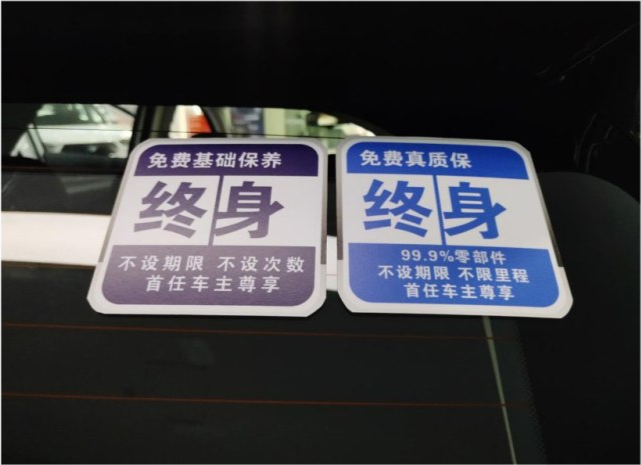 免费基础保养
终身
不设期限 不设次数
首任车主尊享
免费真质保
终身
99.9%零部件
不设期限 不限里程
首任车主尊享